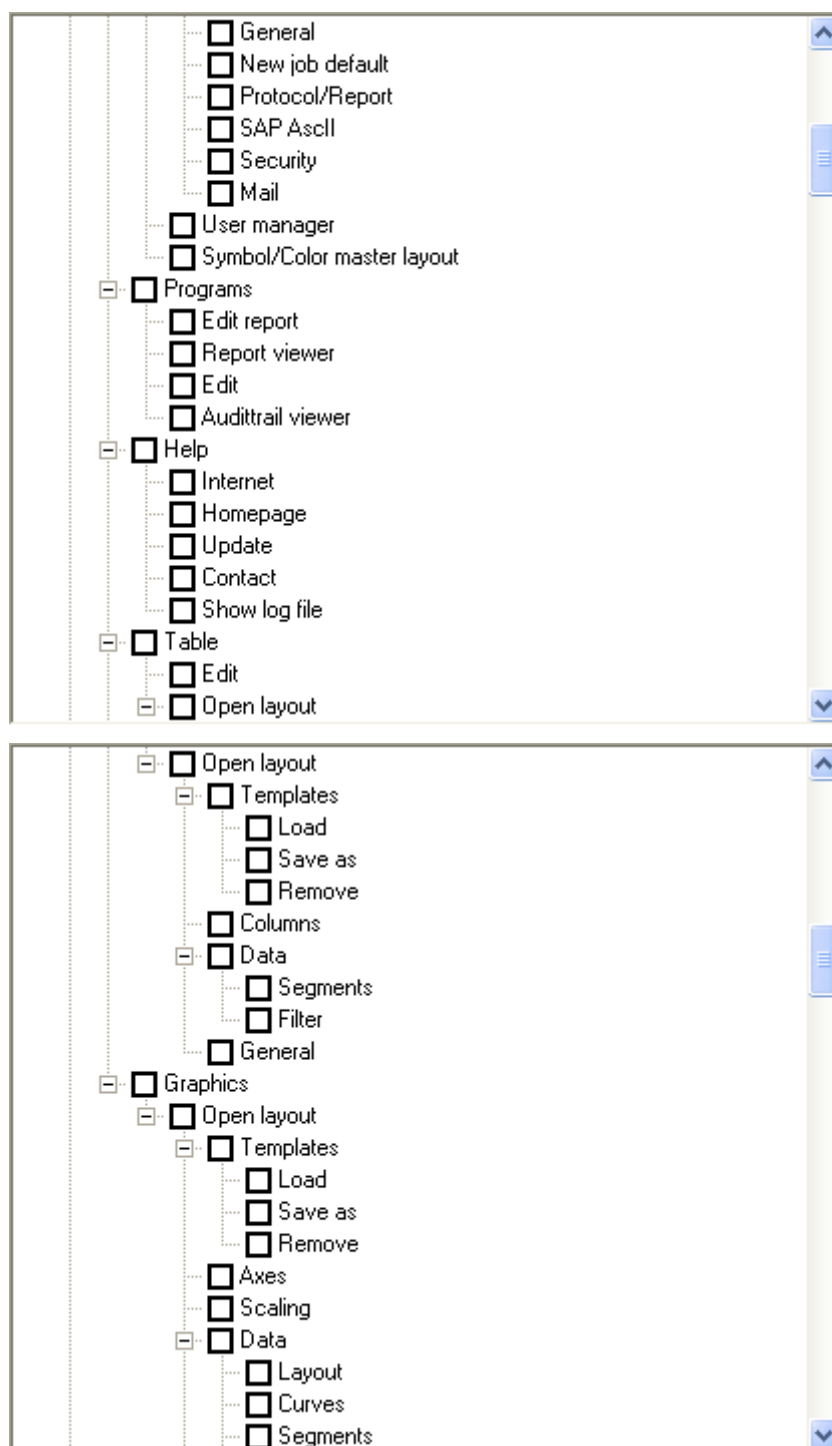 General
New job default
Protocol/Report
SAP AscII
Security
Mail
User manager
Symbol/Color master layout
Programs
Edit report
Report viewer
Edit
Audittrail viewer
Help
Internet
Homepage
Update
Contact
Show log file
Table
Edit
Open layout
Open layout
Templates
Load
Save as
Remove
Columns
Data
Segments
Filter
General
Graphics
Open layout
Templates
Load
Save as
Remove
Axes
Scaling
Data
Layout
Curves
Segments